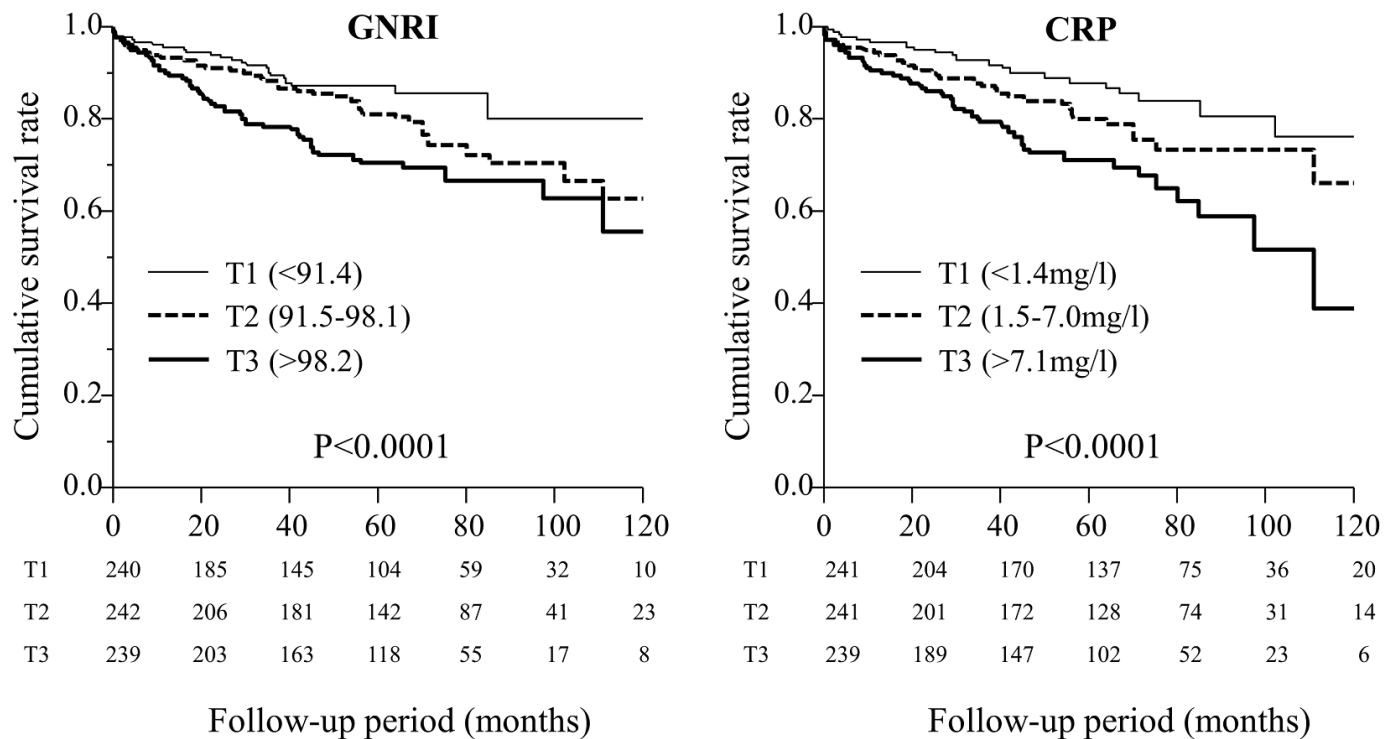 GNRI
Cumulative survival rate
1.0
0.8
0.6
0.4
0.2
0.0
T1 (<91.4)
T2 (91.5-98.1)
T3 (>98.2)
P<0.0001
0 20 40 60 80 100 120
T1 240 185 145 104 59 32 10
T2 242 206 181 142 87 41 23
T3 239 203 163 118 55 17 8
Follow-up period (months)
CRP
Cumulative survival rate
1.0
0.8
0.6
0.4
0.2
0.0
T1 (<1.4mg/l)
T2 (1.5-7.0mg/l)
T3 (>7.1mg/l)
P<0.0001
0 20 40 60 80 100 120
T1 241 204 170 137 75 36 20
T2 241 201 172 128 74 31 14
T3 239 189 147 102 52 23 6
Follow-up period (months)